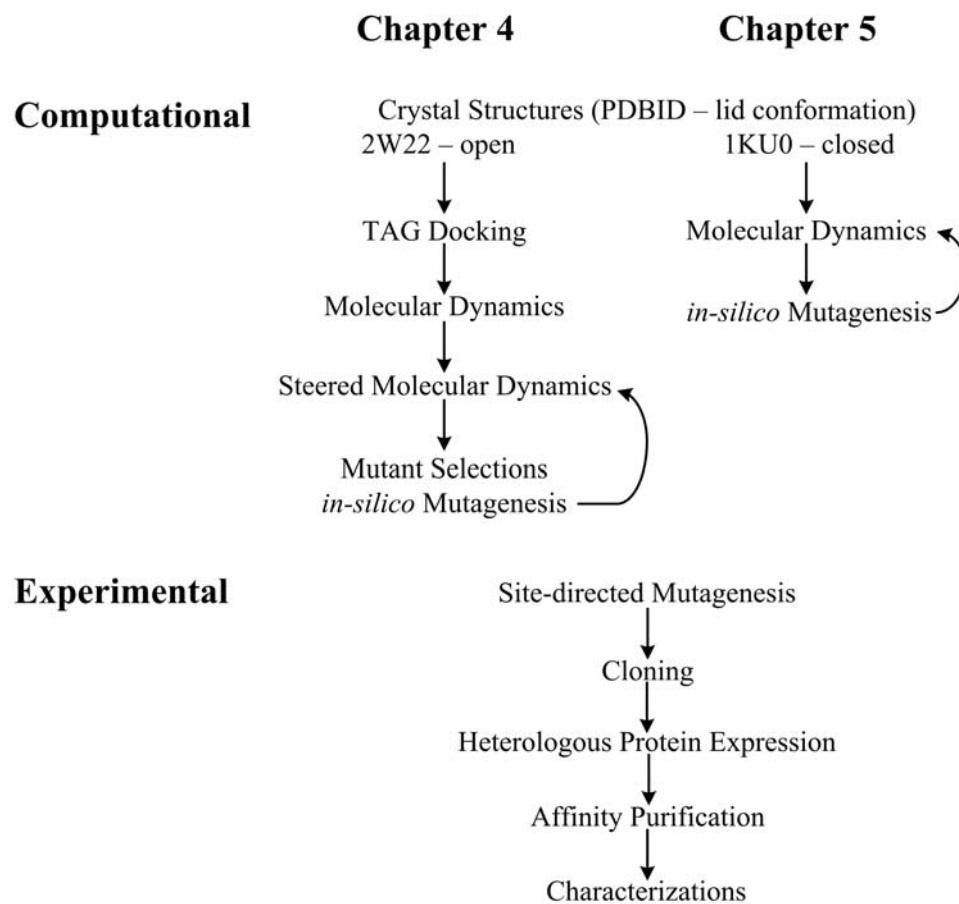 Chapter 4 Chapter 5
Computational
Crystal Structures (PDBID – lid conformation)
2W22 – open 1KU0 – closed
TAG Docking Molecular Dynamics
Molecular Dynamics in-silico Mutagenesis
Steered Molecular Dynamics
Mutant Selections
in-silico Mutagenesis
Experimental
Site-directed Mutagenesis
Cloning
Heterologous Protein Expression
Affinity Purification
Characterizations